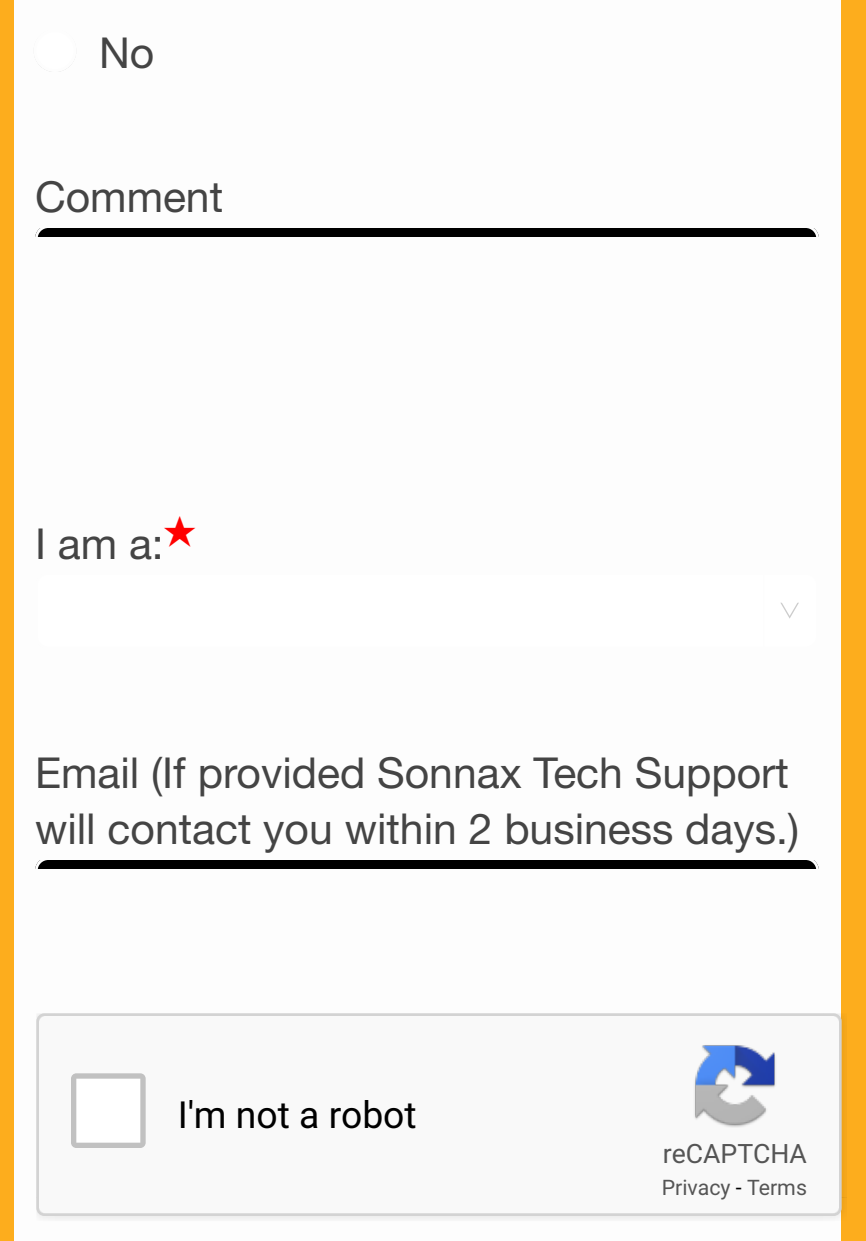 No
Comment
I am a:★
Email (If provided Sonnax Tech Support
will contact you within 2 business days.)
I'm not a robot
reCAPTCHA
Privacy - Terms